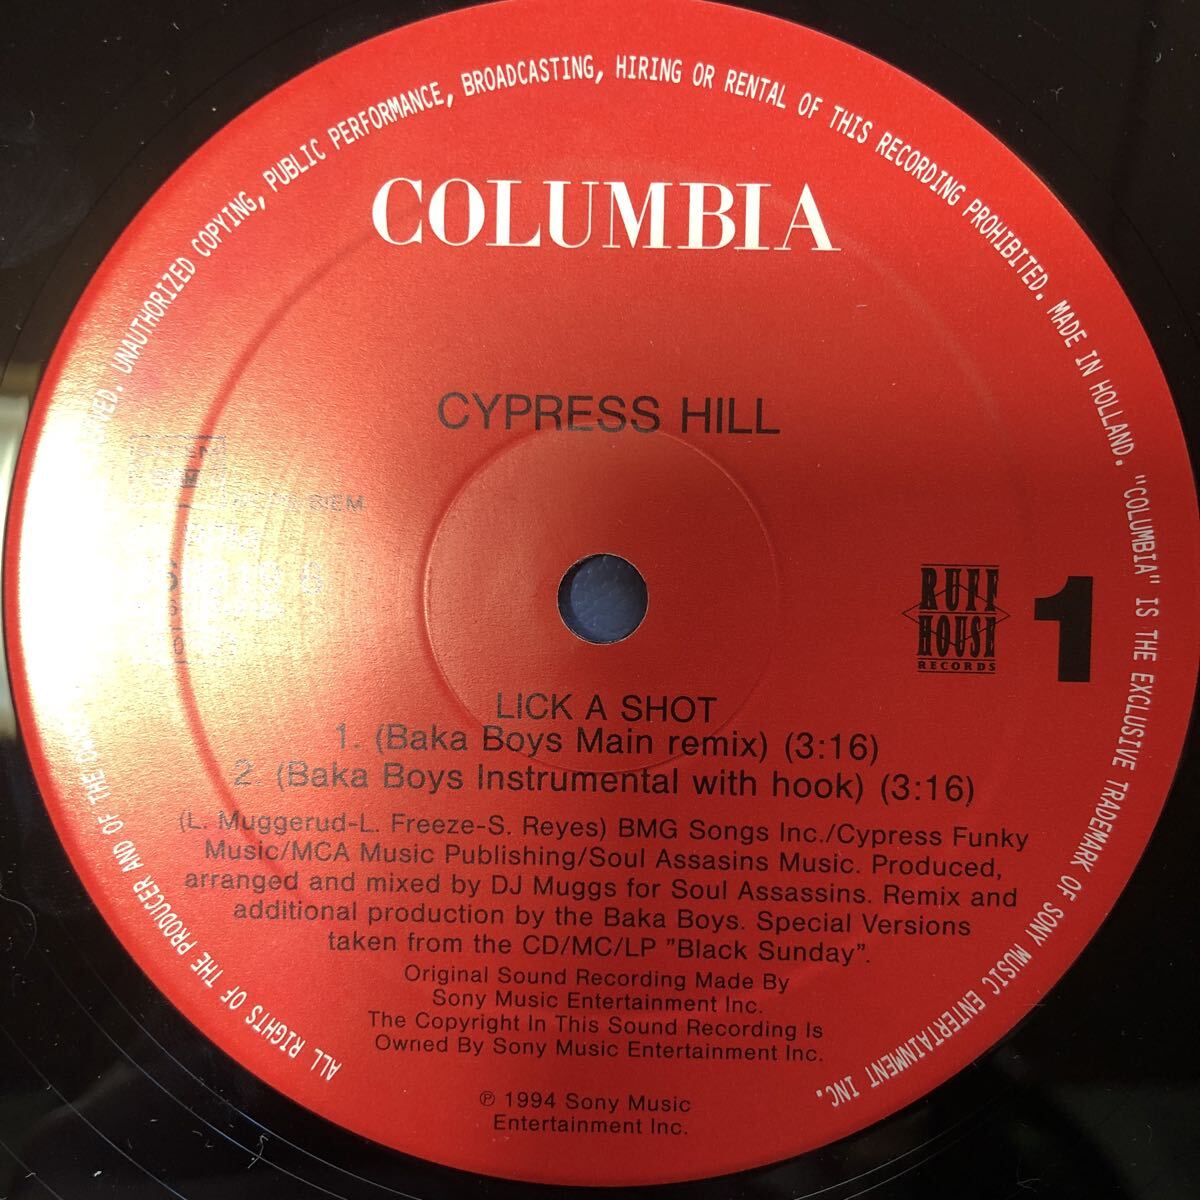 UNAUTHORIZED COPYING, PUBLIC PERFORMANCE, BROADCASTING, HIRING OR RENTAL OF THIS RECORDING PROHIBITED. MADE IN HOLLAND. "COLUMBIA" IS THE EXCLUSIVE TRADEMARK OF SONY MUSIC ENTERTAINMENT INC.
ALL RIGHTS OF THE PRODUCER AND OF THE
COLUMBIA
CYPRESS HILL
BIEM
RUFF
HOUSE
RECORDS
1
LICK A SHOT
1. (Baka Boys Main remix) (3:16)
2. (Baka Boys Instrumental with hook) (3:16)
(L. Muggerud-L. Freeze-S. Reyes) BMG Songs Inc./Cypress Funky
Music/MCA Music Publishing/Soul Assasins Music. Produced,
arranged and mixed by DJ Muggs for Soul Assassins. Remix and
additional production by the Baka Boys. Special Versions
taken from the CD/MC/LP "Black Sunday".
Original Sound Recording Made By
Sony Music Entertainment Inc.
The Copyright In This Sound Recording Is
Owned By Sony Music Entertainment Inc.
℗ 1994 Sony Music
Entertainment Inc.